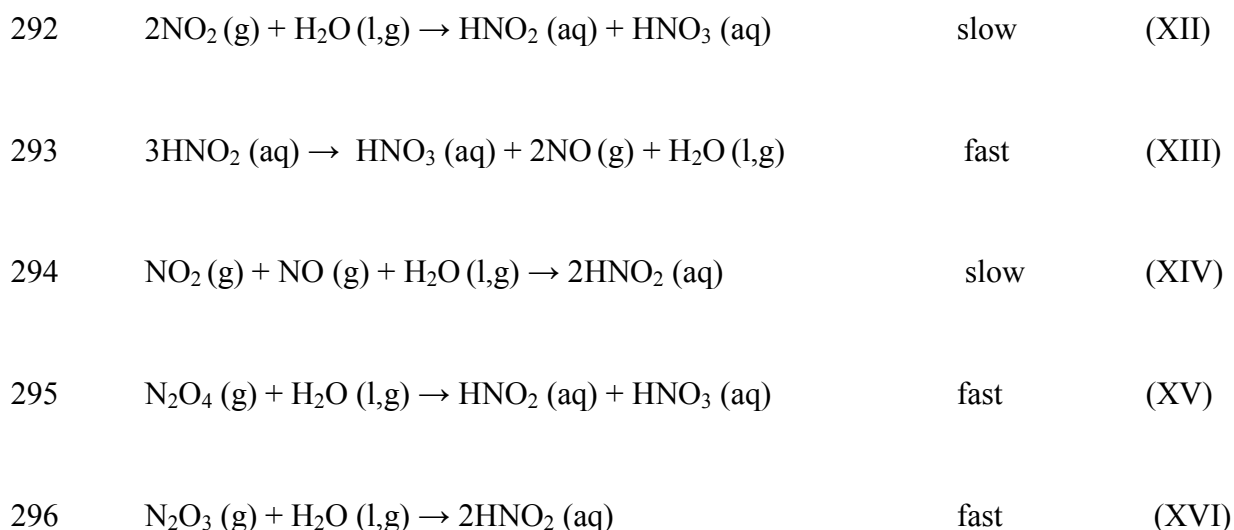 292 2NO₂ (g) + H₂O (l,g) → HNO₂ (aq) + HNO₃ (aq) slow (XII)
293 3HNO₂ (aq) → HNO₃ (aq) + 2NO (g) + H₂O (l,g) fast (XIII)
294 NO₂ (g) + NO (g) + H₂O (l,g) → 2HNO₂ (aq) slow (XIV)
295 N₂O₄ (g) + H₂O (l,g) → HNO₂ (aq) + HNO₃ (aq) fast (XV)
296 N₂O₃ (g) + H₂O (l,g) → 2HNO₂ (aq) fast (XVI)